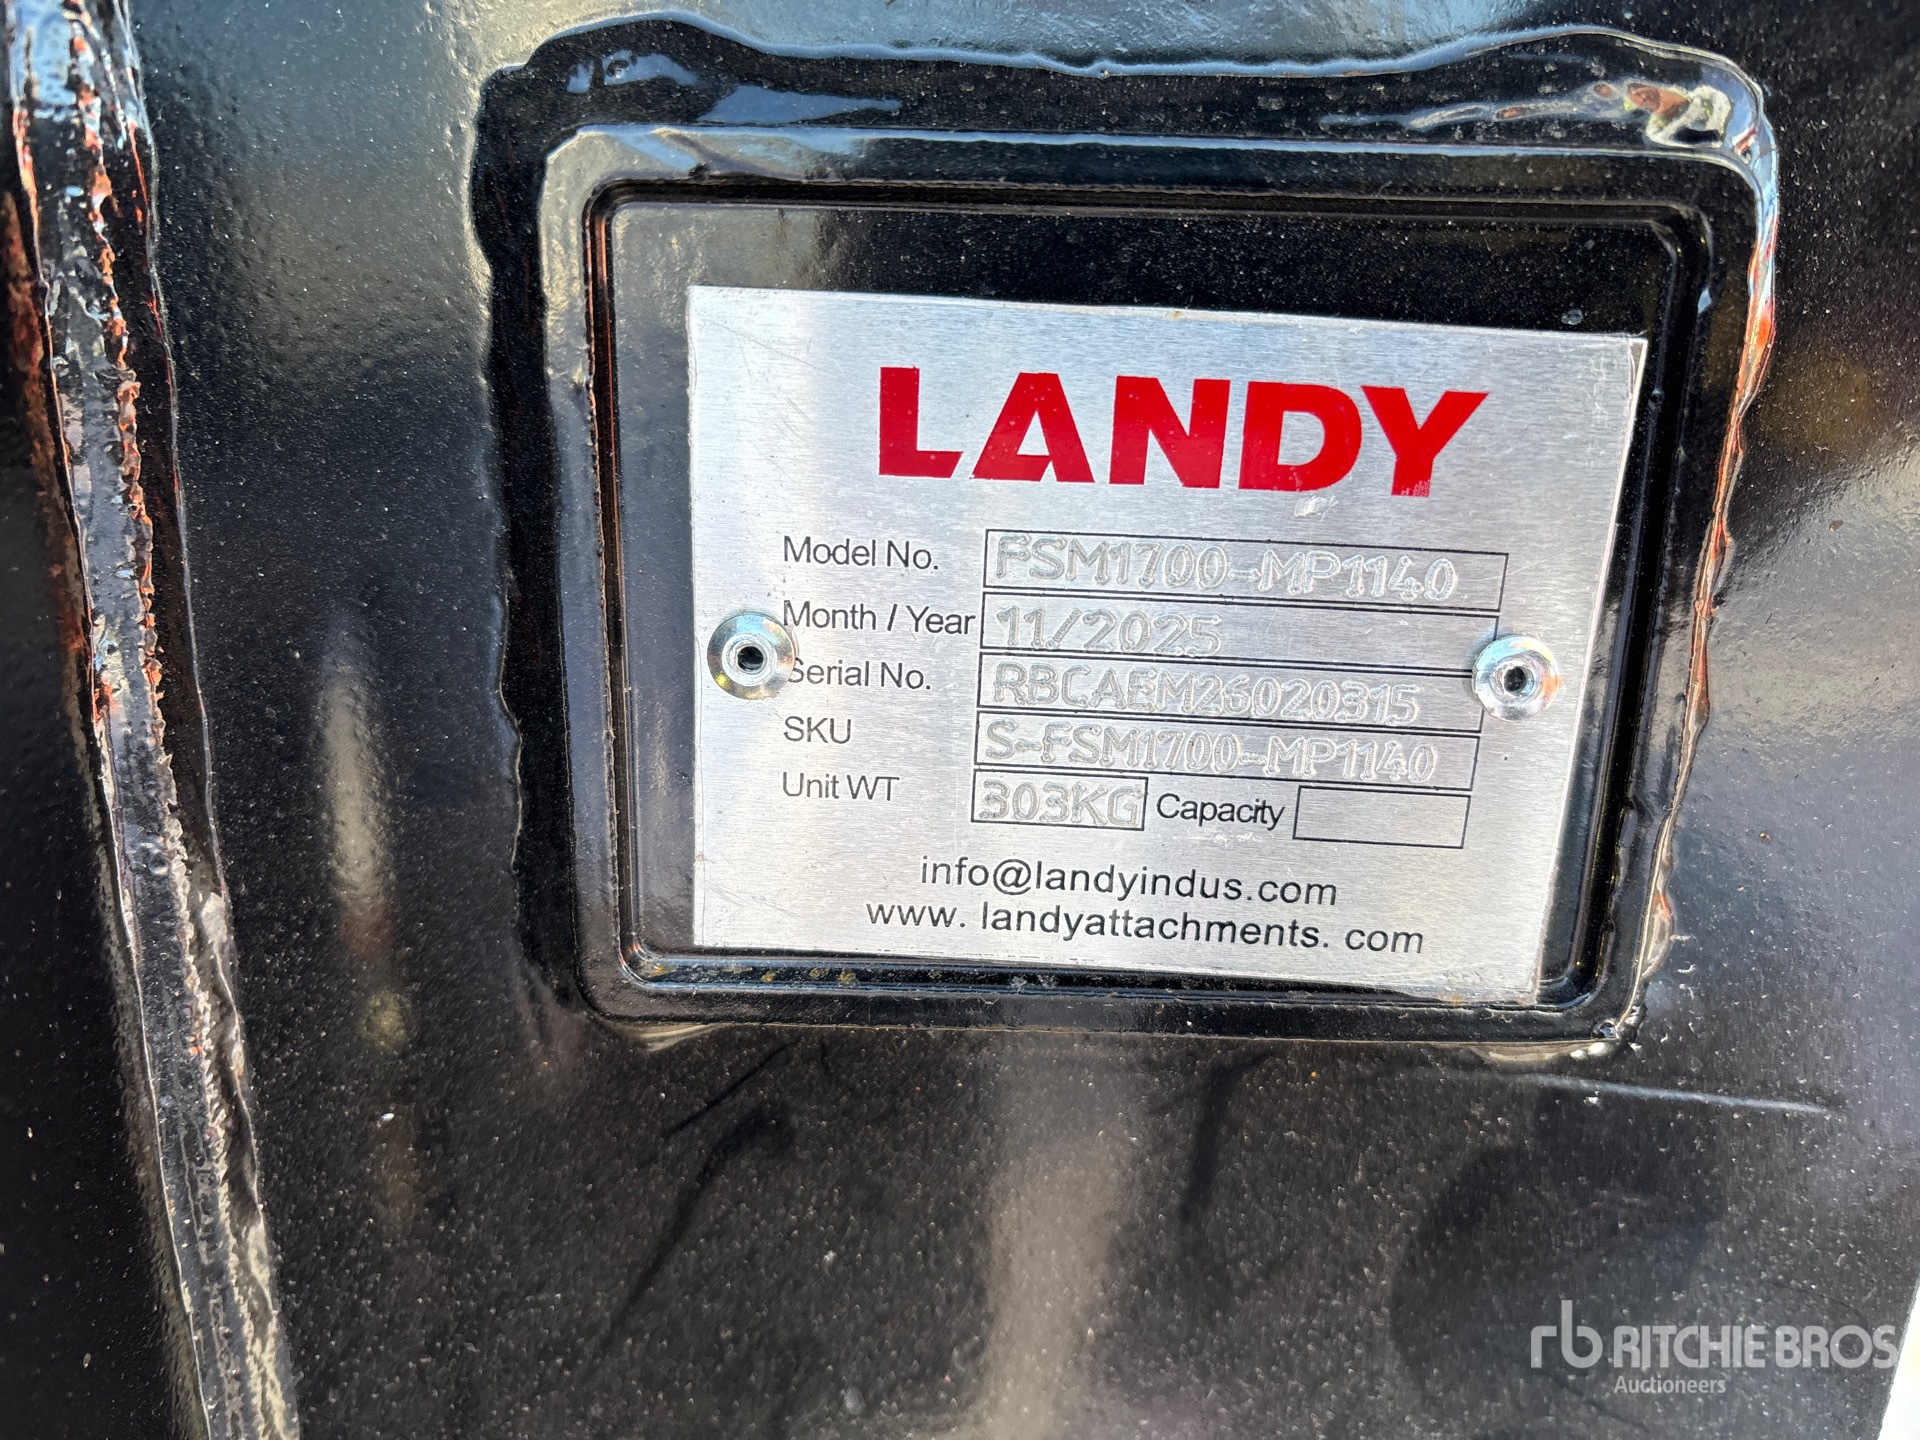 LANDY
Model No. FSM1700-MP1140
Month / Year 11/2025
Serial No. RBCAEM26020315
SKU S-FSM1700-MP1140
Unit WT 303KG Capacity
info@landyindus.com
www. landyattachments. com
rb RITCHIE BROS
Auctioneers